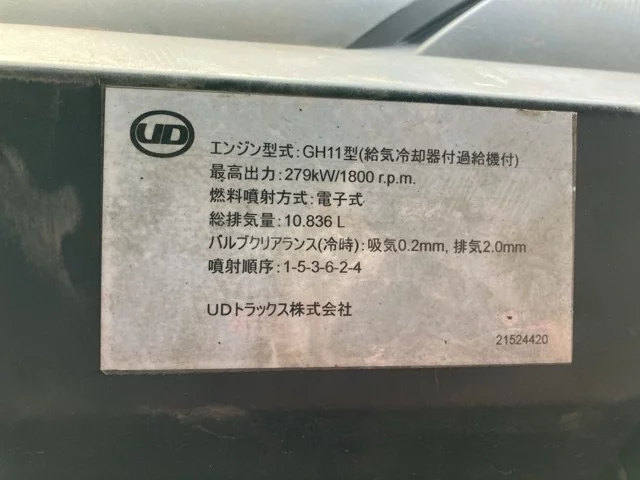 UD
エンジン型式:GH11型(給気冷却器付過給機付)
最高出力:279kW/1800 r.p.m.
燃料噴射方式:電子式
総排気量:10.836 L
バルブクリアランス(冷時):吸気0.2mm, 排気2.0mm
噴射順序:1-5-3-6-2-4
UDトラックス株式会社
21524420